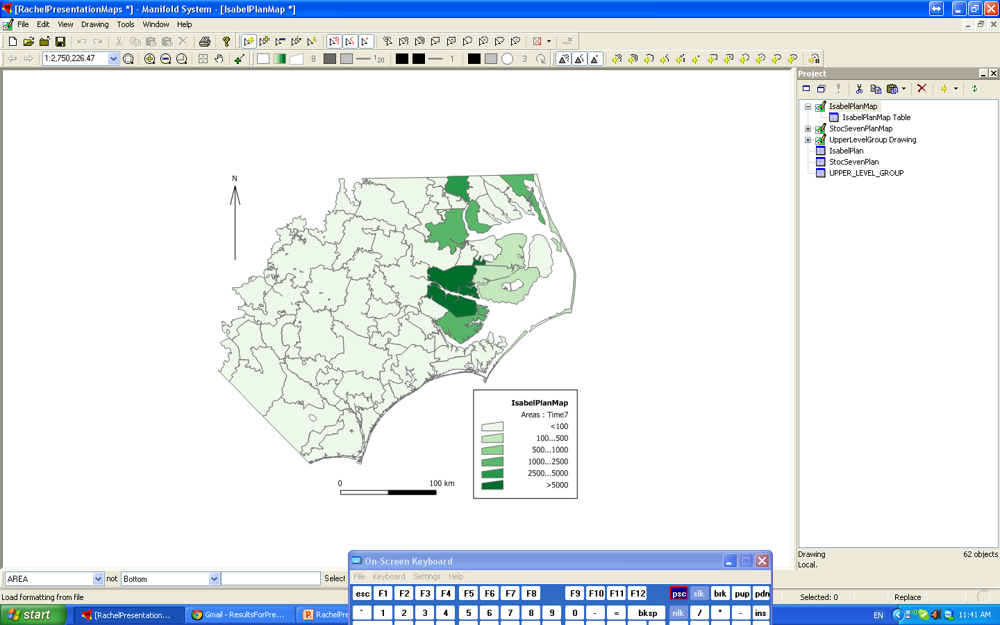 [RachelPresentationMaps *] - Manifold System - [IsabelPlanMap *]
File Edit View Drawing Tools Window Help
1:2,750,226.47
8
1 20
1
3
Project
IsabelPlanMap
IsabelPlanMap Table
StocSevenPlanMap
UpperLevelGroup Drawing
IsabelPlan
StocSevenPlan
UPPER_LEVEL_GROUP
N
IsabelPlanMap
Areas : Time7
<100
100...500
500...1000
1000...2500
2500...5000
>5000
0 100 km
Drawing 62 objects
Local.
On-Screen Keyboard
File Keyboard Settings Help
AREA not Bottom Select
esc F1 F2 F3 F4 F5 F6 F7 F8 F9 F10 F11 F12 psc slk brk pup pdn
` 1 2 3 4 5 6 7 8 9 0 - = bksp nlk / * - ins
Load formatting from file
Selected: 0 Replace
start [RachelPresentation... Gmail - ResultsForPre... RachelPre
EN 11:41 AM